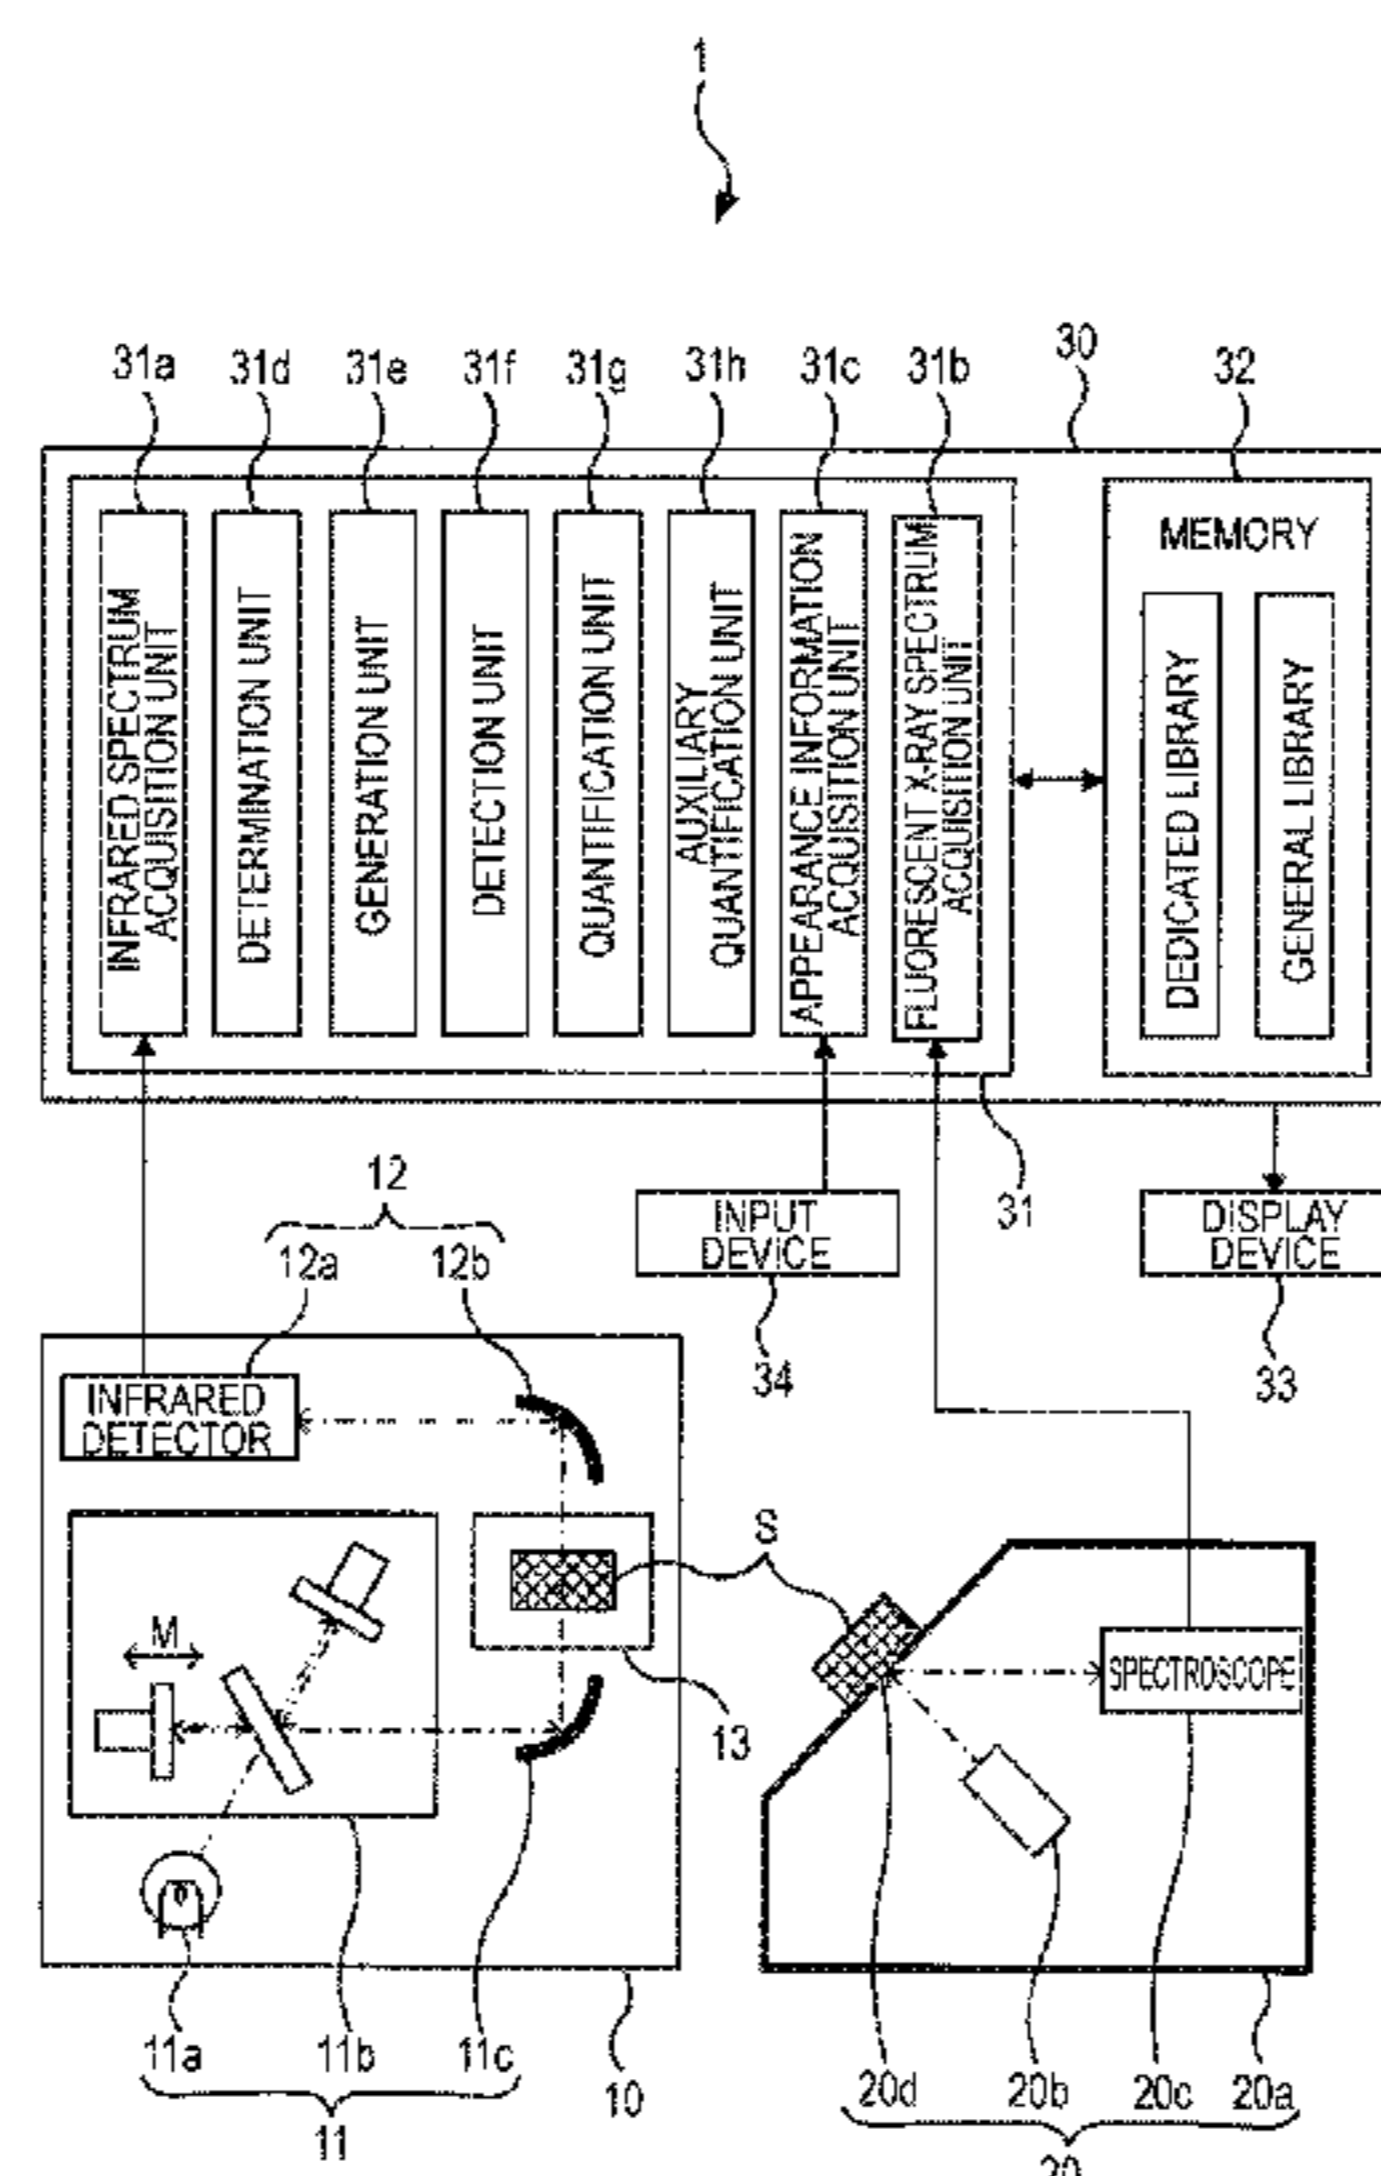 1
30
31a
31d
31e
31f
31g
31h
31c
31b
32
INFRARED SPECTRUM
ACQUISITION UNIT
DETERMINATION UNIT
GENERATION UNIT
DETECTION UNIT
QUANTIFICATION UNIT
AUXILIARY
QUANTIFICATION UNIT
APPEARANCE INFORMATION
ACQUISITION UNIT
FLUORESCENT X-RAY SPECTRUM
ACQUISITION UNIT
MEMORY
DEDICATED LIBRARY
GENERAL LIBRARY
12
31
INPUT
DEVICE
DISPLAY
DEVICE
12a
12b
34
33
INFRARED
DETECTOR
S
M
SPECTROSCOPE
13
11a
11b
11c
10
20d
20b
20c
20a
11
20